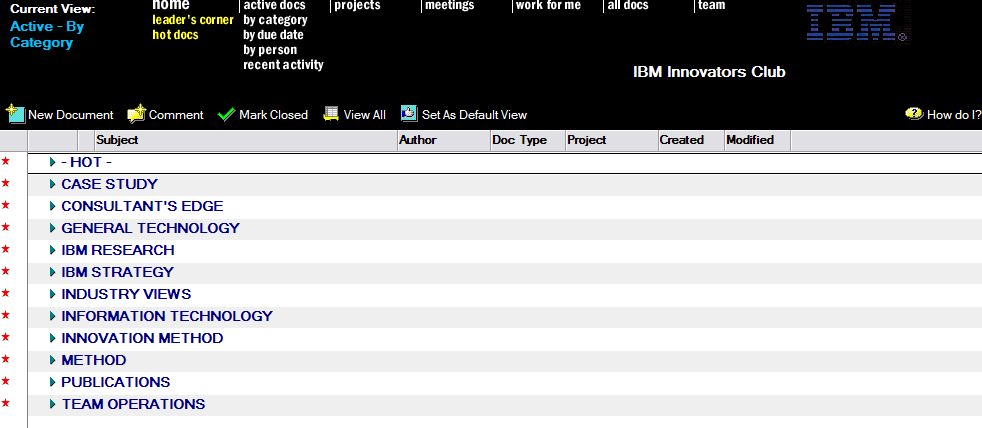 Current View:
Active - By
Category
home
leader's corner
hot docs
active docs
by category
by due date
by person
recent activity
projects
meetings
work for me
all docs
team
IBM
IBM Innovators Club
New Document
Comment
Mark Closed
View All
Set As Default View
How do I?
Subject Author Doc Type Project Created Modified
- HOT -
CASE STUDY
CONSULTANT'S EDGE
GENERAL TECHNOLOGY
IBM RESEARCH
IBM STRATEGY
INDUSTRY VIEWS
INFORMATION TECHNOLOGY
INNOVATION METHOD
METHOD
PUBLICATIONS
TEAM OPERATIONS